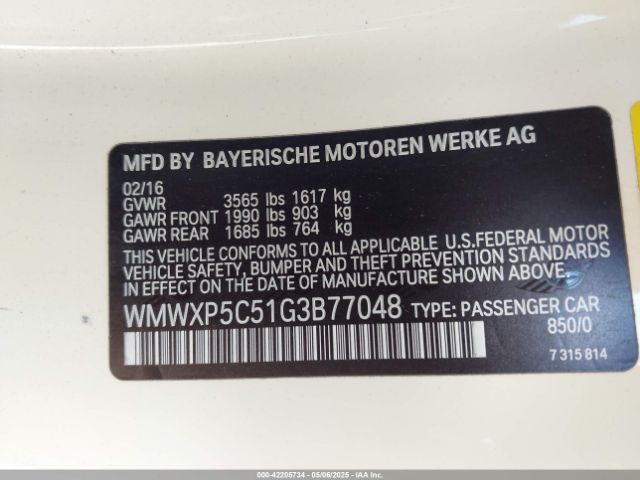 MFD BY BAYERISCHE MOTOREN WERKE AG
02/16
GVWR 3565 lbs 1617 kg
GAWR FRONT 1990 lbs 903 kg
GAWR REAR 1685 lbs 764 kg
THIS VEHICLE CONFORMS TO ALL APPLICABLE U.S.FEDERAL MOTOR
VEHICLE SAFETY, BUMPER, AND THEFT PREVENTION STANDARDS
IN EFFECT ON THE DATE OF MANUFACTURE SHOWN ABOVE.
WMWXP5C51G3B77048 TYPE: PASSENGER CAR
850/0
7 315 814
000-42205734 - 05/06/2025 - IAA Inc.